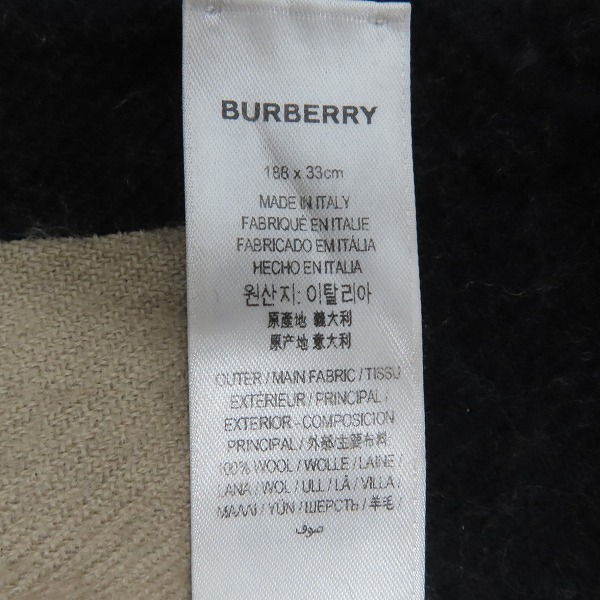 BURBERRY
188 x 33cm
MADE IN ITALY
FABRIQUÉ EN ITALIE
FABRICADO EM ITÁLIA
HECHO EN ITALIA
원산지: 이탈리아
原產地 義大利
原产地 意大利
OUTER / MAIN FABRIC / TISSU
EXTERIEUR / PRINCIPAL /
EXTERIOR - COMPOSICION
PRINCIPAL / 外部/主要布料
100% WOOL / WOLLE / LAINE /
LANA / WOL / ULL / LÃ / VILLA /
ΜΑΛΛΙ / YÜN / ШЕРСТЬ / 羊毛 /
صوف